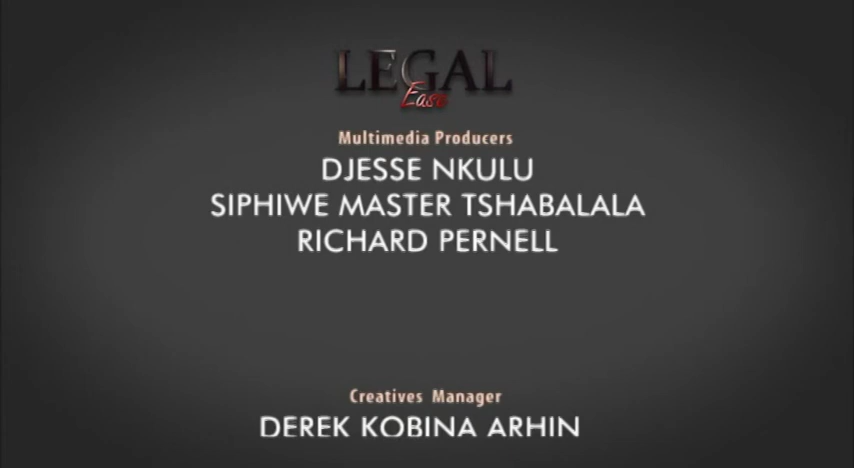 LEGAL
Ease
Multimedia Producers
DJESSE NKULU
SIPHIWE MASTER TSHABALALA
RICHARD PERNELL
Creatives Manager
DEREK KOBINA ARHIN